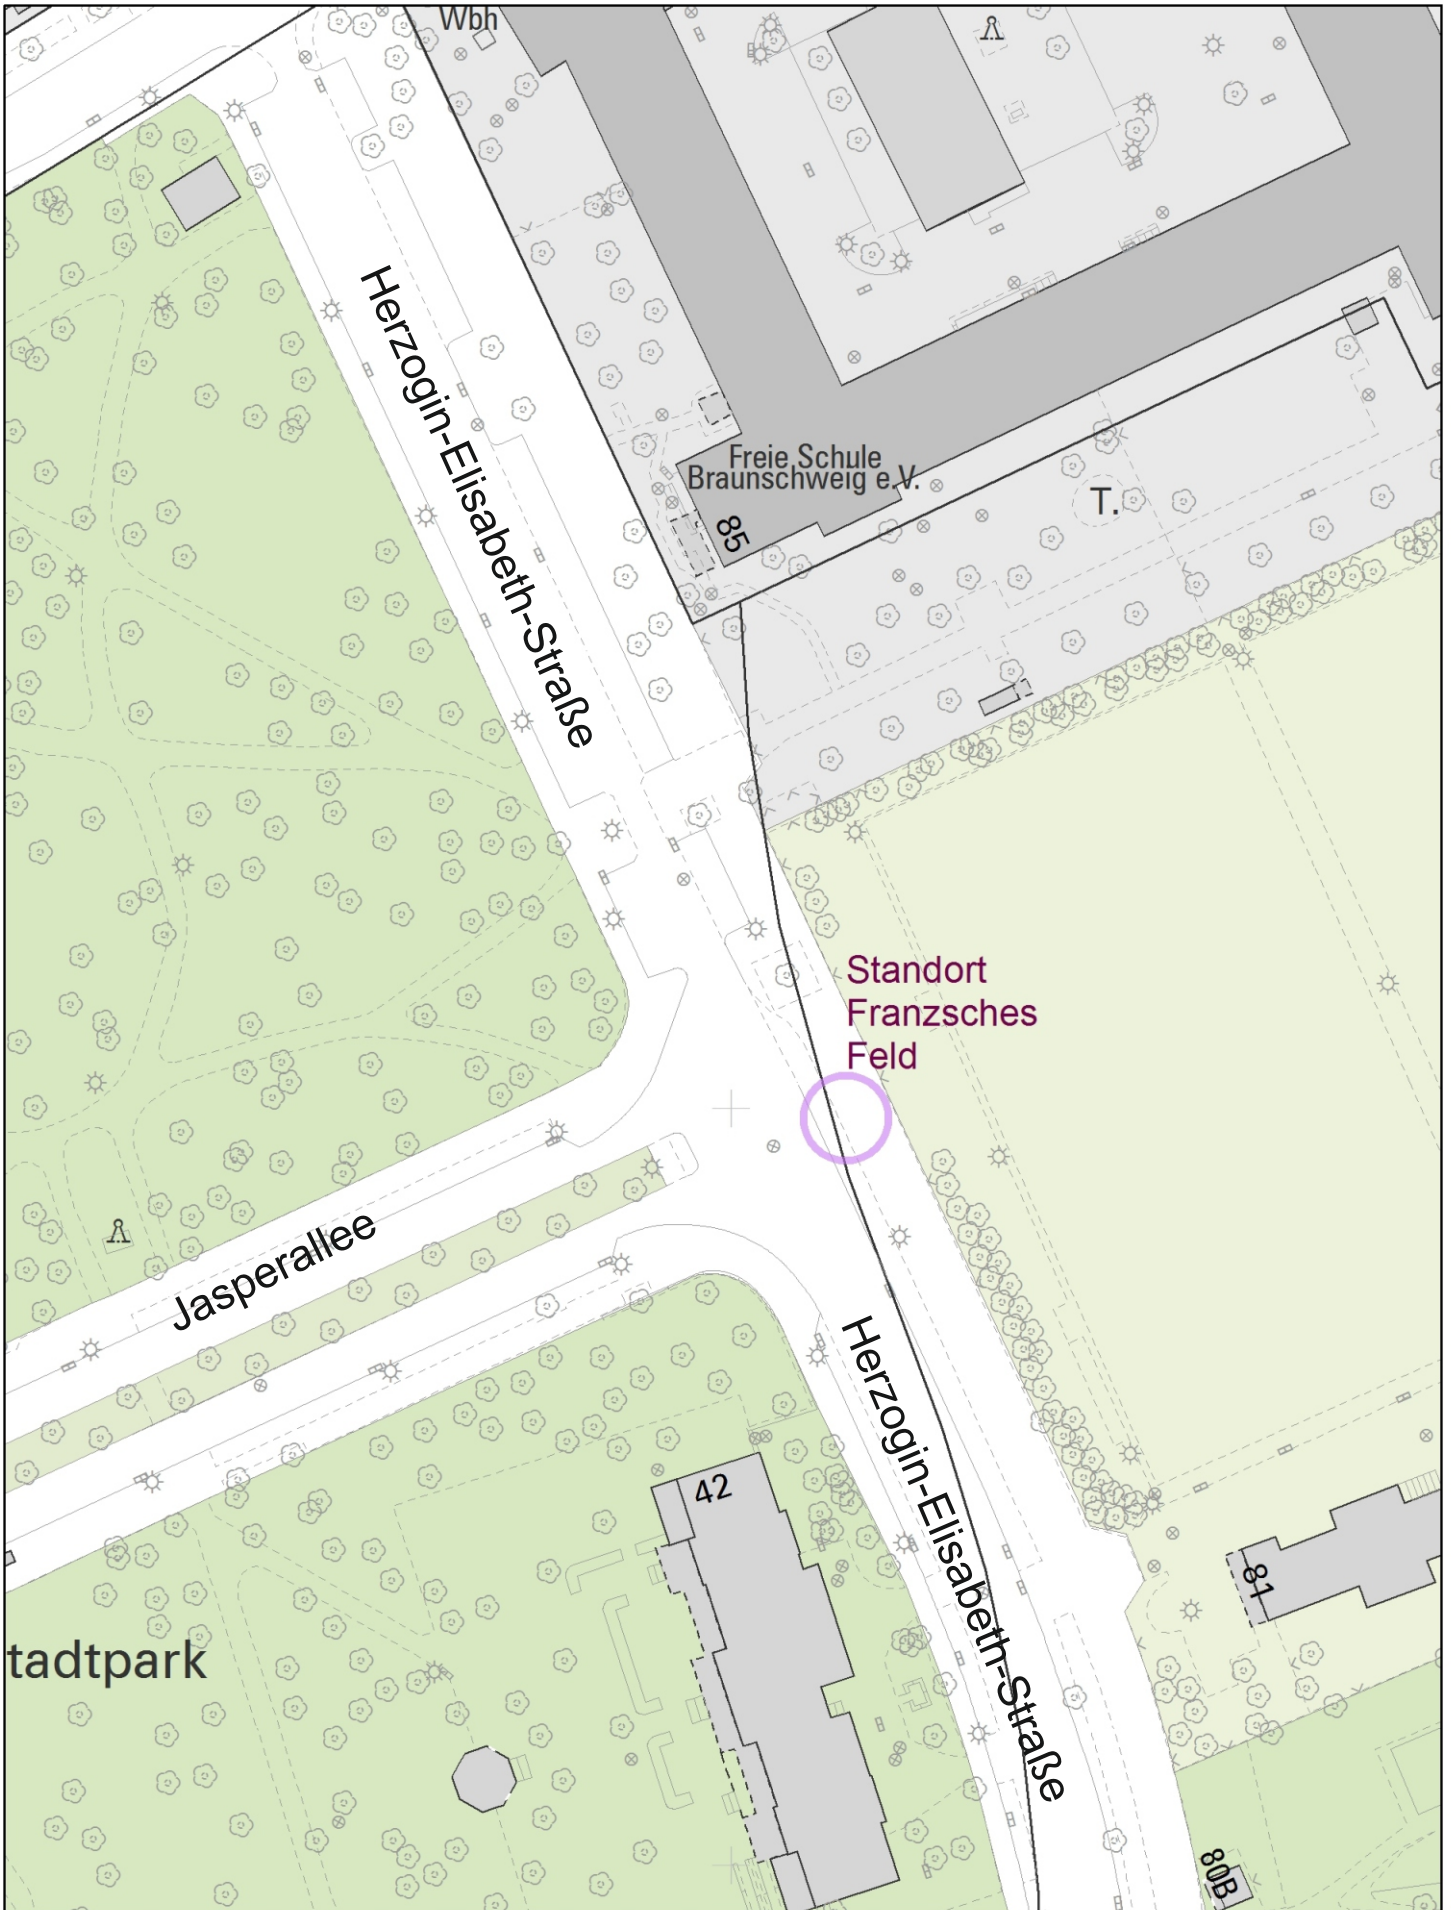 Wbh
Herzogin-Elisabeth-Straße
Freie Schule
Braunschweig e.V.
85
T.
Standort
Franzsches
Feld
Jasperallee
Herzogin-Elisabeth-Straße
42
81
tadtpark
80B